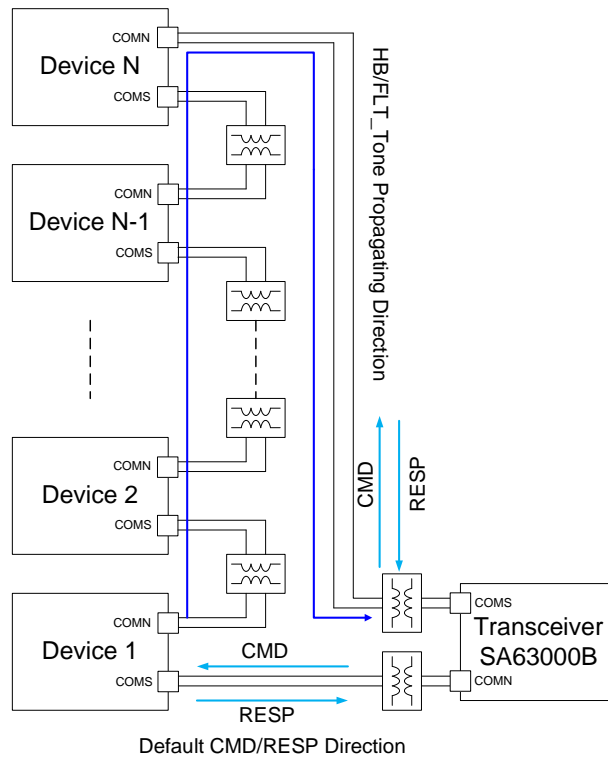 COMN
Device N
COMS
COMN
Device N-1
COMS
HB/FLT_Tone Propagating Direction
COMN
Device 2
COMS
CMD
RESP
COMN
Device 1
COMS
CMD
RESP
COMS
Transceiver
SA63000B
COMN
Default CMD/RESP Direction